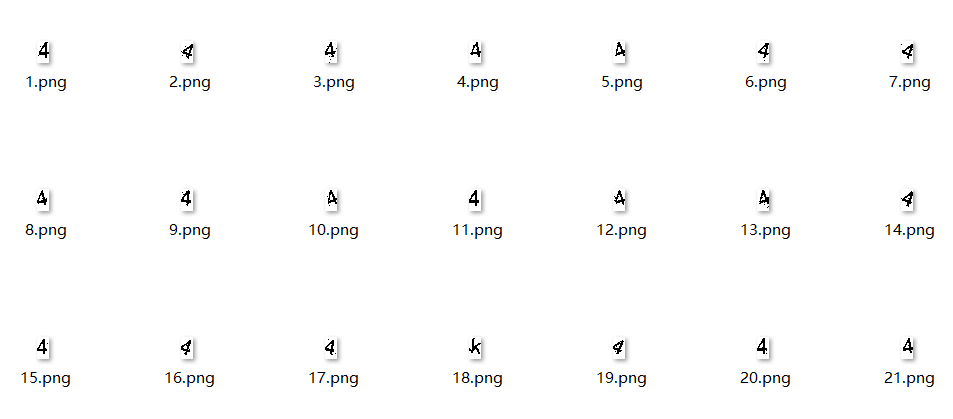 4 4 4 4 4 4 4
1.png 2.png 3.png 4.png 5.png 6.png 7.png
4 4 4 4 4 4 4
8.png 9.png 10.png 11.png 12.png 13.png 14.png
4 4 4 k 4 4 4
15.png 16.png 17.png 18.png 19.png 20.png 21.png